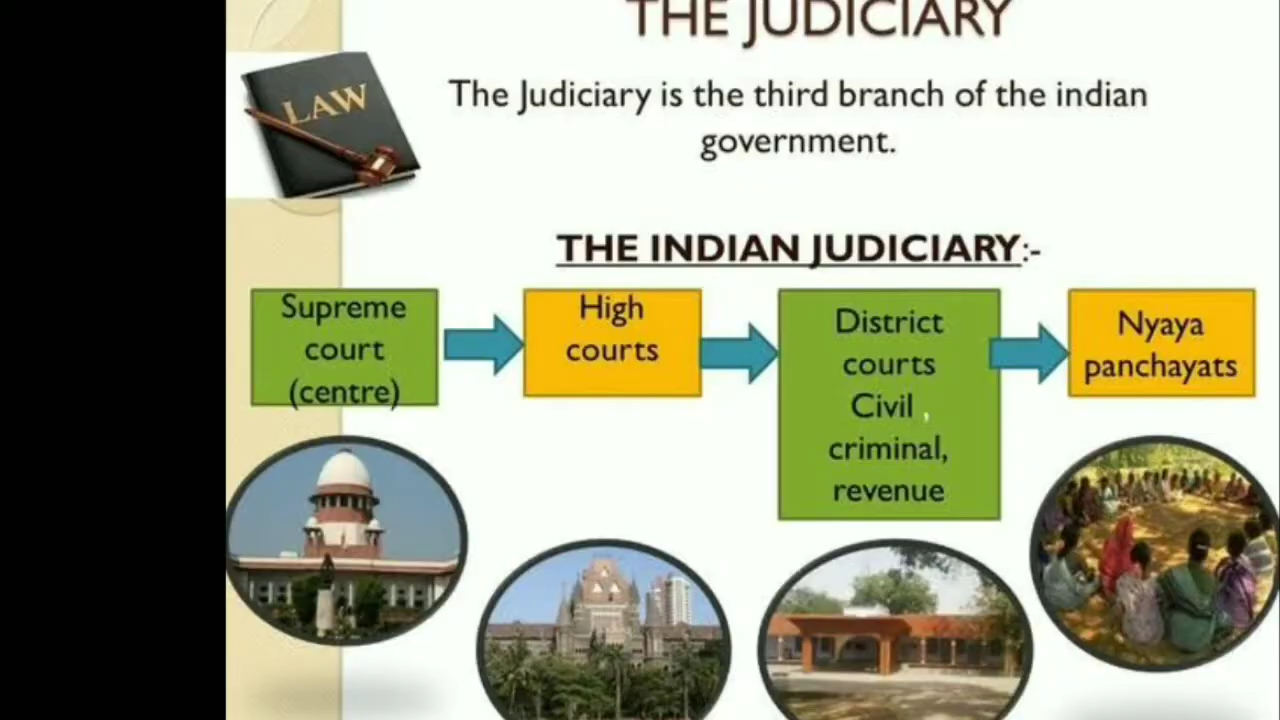 THE JUDICIARY
LAW
The Judiciary is the third branch of the indian
government.
THE INDIAN JUDICIARY:-
Supreme
court
(centre)
High
courts
District
courts
Civil ,
criminal,
revenue
Nyaya
panchayats